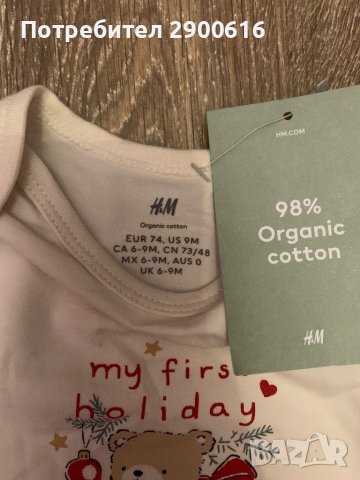 Потребител 2900616
H&M
Organic cotton
EUR 74, US 9M
CA 6-9M, CN 73/48
MX 6-9M, AUS 0
UK 6-9M
HM.COM
98%
Organic
cotton
H&M
my firs
holiday
BAZAR